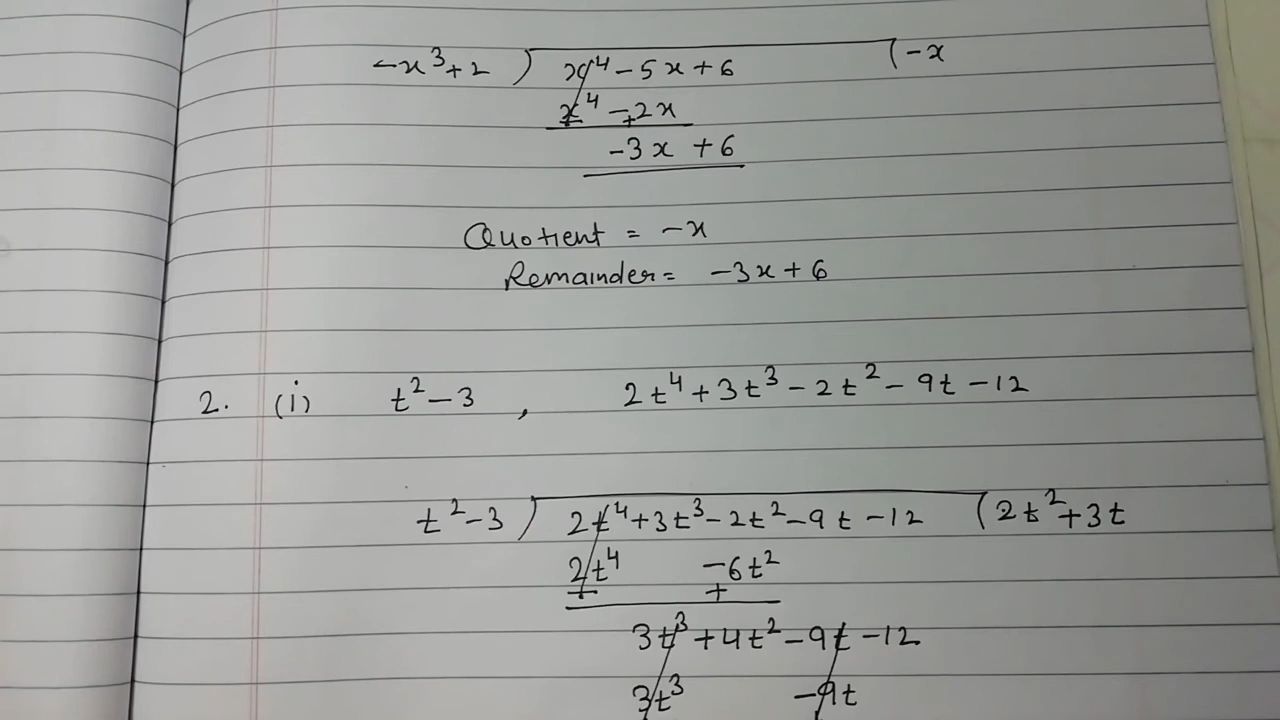 -x³+2 ) x⁴ - 5x + 6 ( -x
x⁴ - 2x
- +
-3x + 6
Quotient = -x
Remainder = -3x + 6
2. (i) t² - 3 , 2t⁴ + 3t³ - 2t² - 9t - 12
t² - 3 ) 2t⁴ + 3t³ - 2t² - 9t - 12 ( 2t² + 3t
2t⁴ - 6t²
- +
3t³ + 4t² - 9t - 12
3t³ - 9t